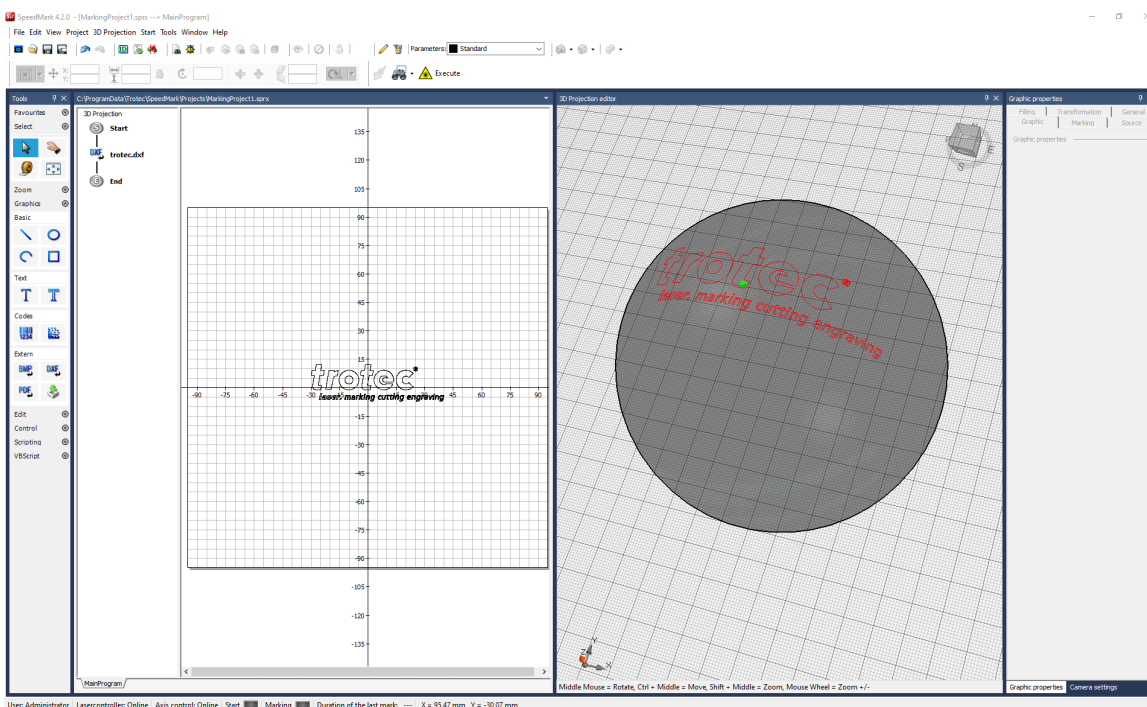 SpeedMark 4.2.0 - [MarkingProject1.sprx --> MainProgram]
File Edit View Project 3D Projection Start Tools Window Help
Parameters: Standard
X:
Y:
Execute
Tools
Favourites
Select
Zoom
Graphics
Basic
Text
Codes
1234
Extern
BMP DXF
PDF
Edit
Control
Scripting
VBScript
C:\ProgramData\Trotec\SpeedMark\Projects\MarkingProject1.sprx
3D Projection
S Start
DXF trotec.dxf
E End
135
120
105
90
75
60
45
30
15
-90 -75 -60 -45 -30 45 60 75 90
-15
-30
-45
-60
-75
-90
-105
-120
-135
trotec
laser. marking cutting engraving
MainProgram
3D Projection editor
trotec
laser. marking cutting engraving
E
S
Y
Z
X
Middle Mouse = Rotate, Ctrl + Middle = Move, Shift + Middle = Zoom, Mouse Wheel = Zoom +/-
Graphic properties
Filling Transformation General
Graphic Marking Source
Graphic properties
Graphic properties Camera settings
User: Administrator Lasercontroller: Online Axis control: Online Start Marking Duration of the last mark: --- X = 95.47 mm Y = -30.07 mm